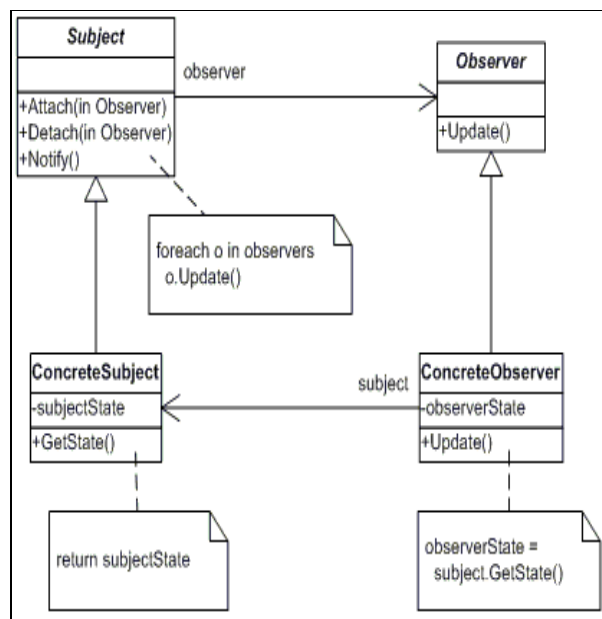 Subject
observer
Observer
+Attach(in Observer)
+Detach(in Observer)
+Notify()
+Update()
foreach o in observers
o.Update()
ConcreteSubject
-subjectState
+GetState()
subject
ConcreteObserver
-observerState
+Update()
return subjectState
observerState =
subject.GetState()